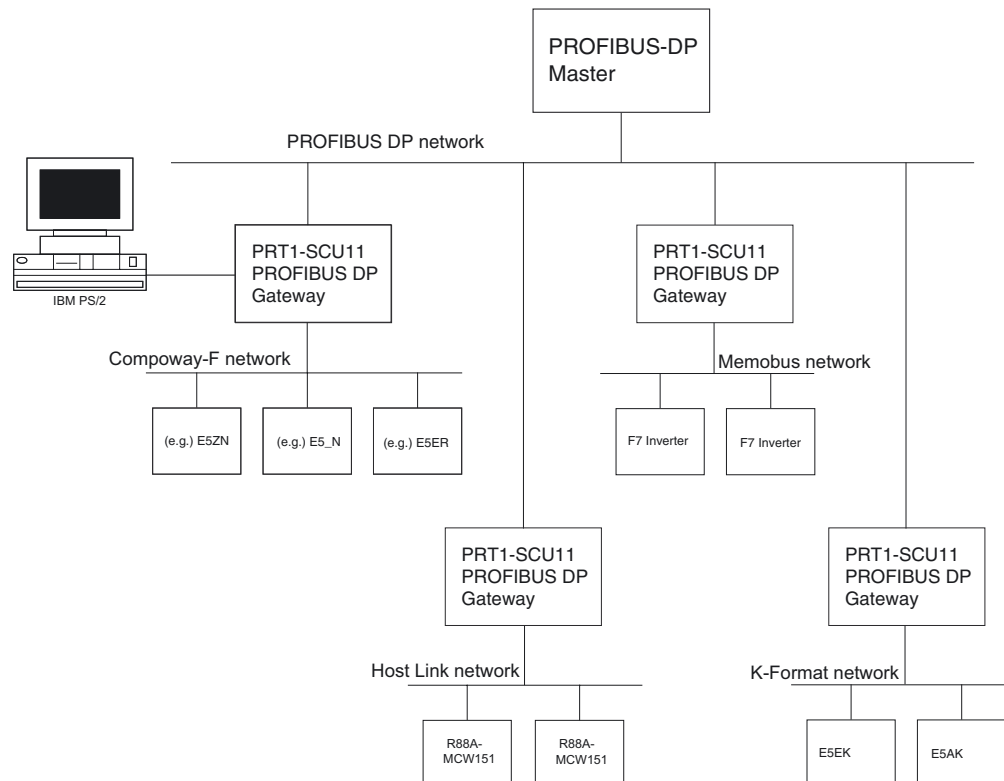 PROFIBUS-DP
Master
PROFIBUS DP network
PRT1-SCU11
PROFIBUS DP
Gateway
PRT1-SCU11
PROFIBUS DP
Gateway
IBM PS/2
Compoway-F network
Memobus network
(e.g.) E5ZN
(e.g.) E5_N
(e.g.) E5ER
F7 Inverter
F7 Inverter
PRT1-SCU11
PROFIBUS DP
Gateway
PRT1-SCU11
PROFIBUS DP
Gateway
Host Link network
K-Format network
R88A-
MCW151
R88A-
MCW151
E5EK
E5AK